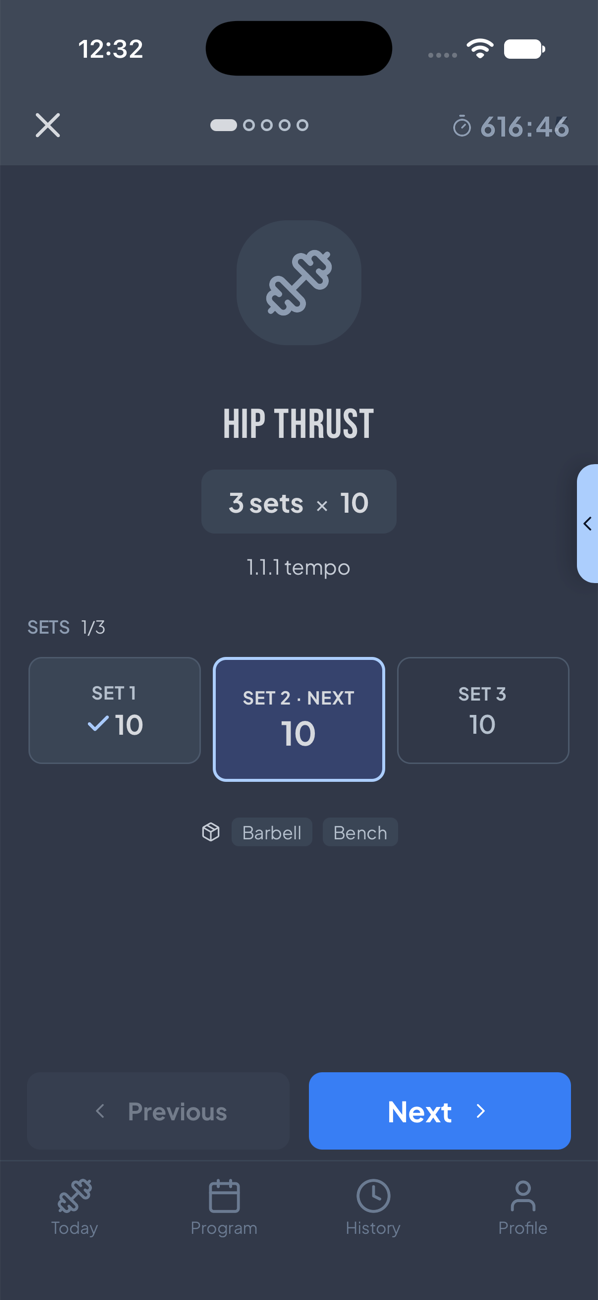 12:32
616:46
HIP THRUST
3 sets × 10
1.1.1 tempo
SETS 1/3
SET 1
10
SET 2 · NEXT
10
SET 3
10
Barbell
Bench
Previous
Next
Today
Program
History
Profile